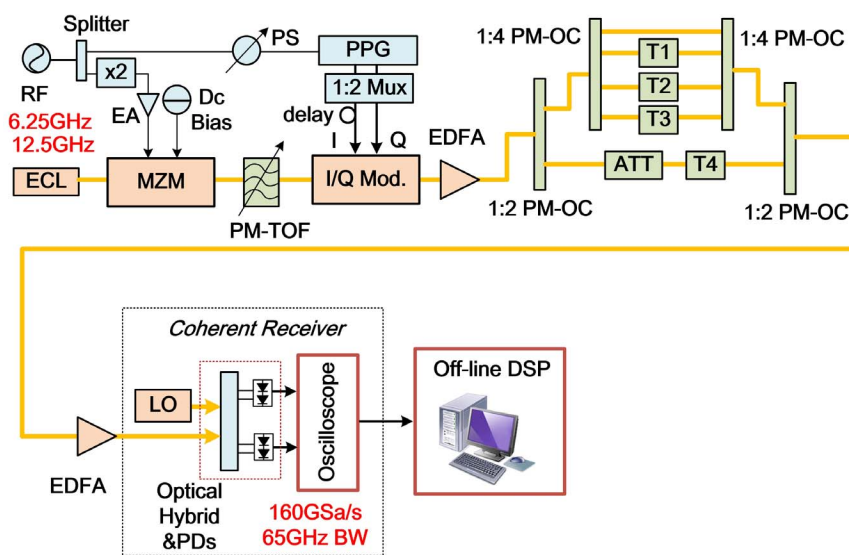 Splitter
RF
6.25GHz
12.5GHz
x2
EA
Dc
Bias
PS
PPG
1:2 Mux
delay
I
Q
EDFA
ECL
MZM
PM-TOF
I/Q Mod.
1:4 PM-OC
1:4 PM-OC
T1
T2
T3
ATT
T4
1:2 PM-OC
1:2 PM-OC
Coherent Receiver
LO
EDFA
Optical
Hybrid
&PDs
Oscilloscope
160GSa/s
65GHz BW
Off-line DSP